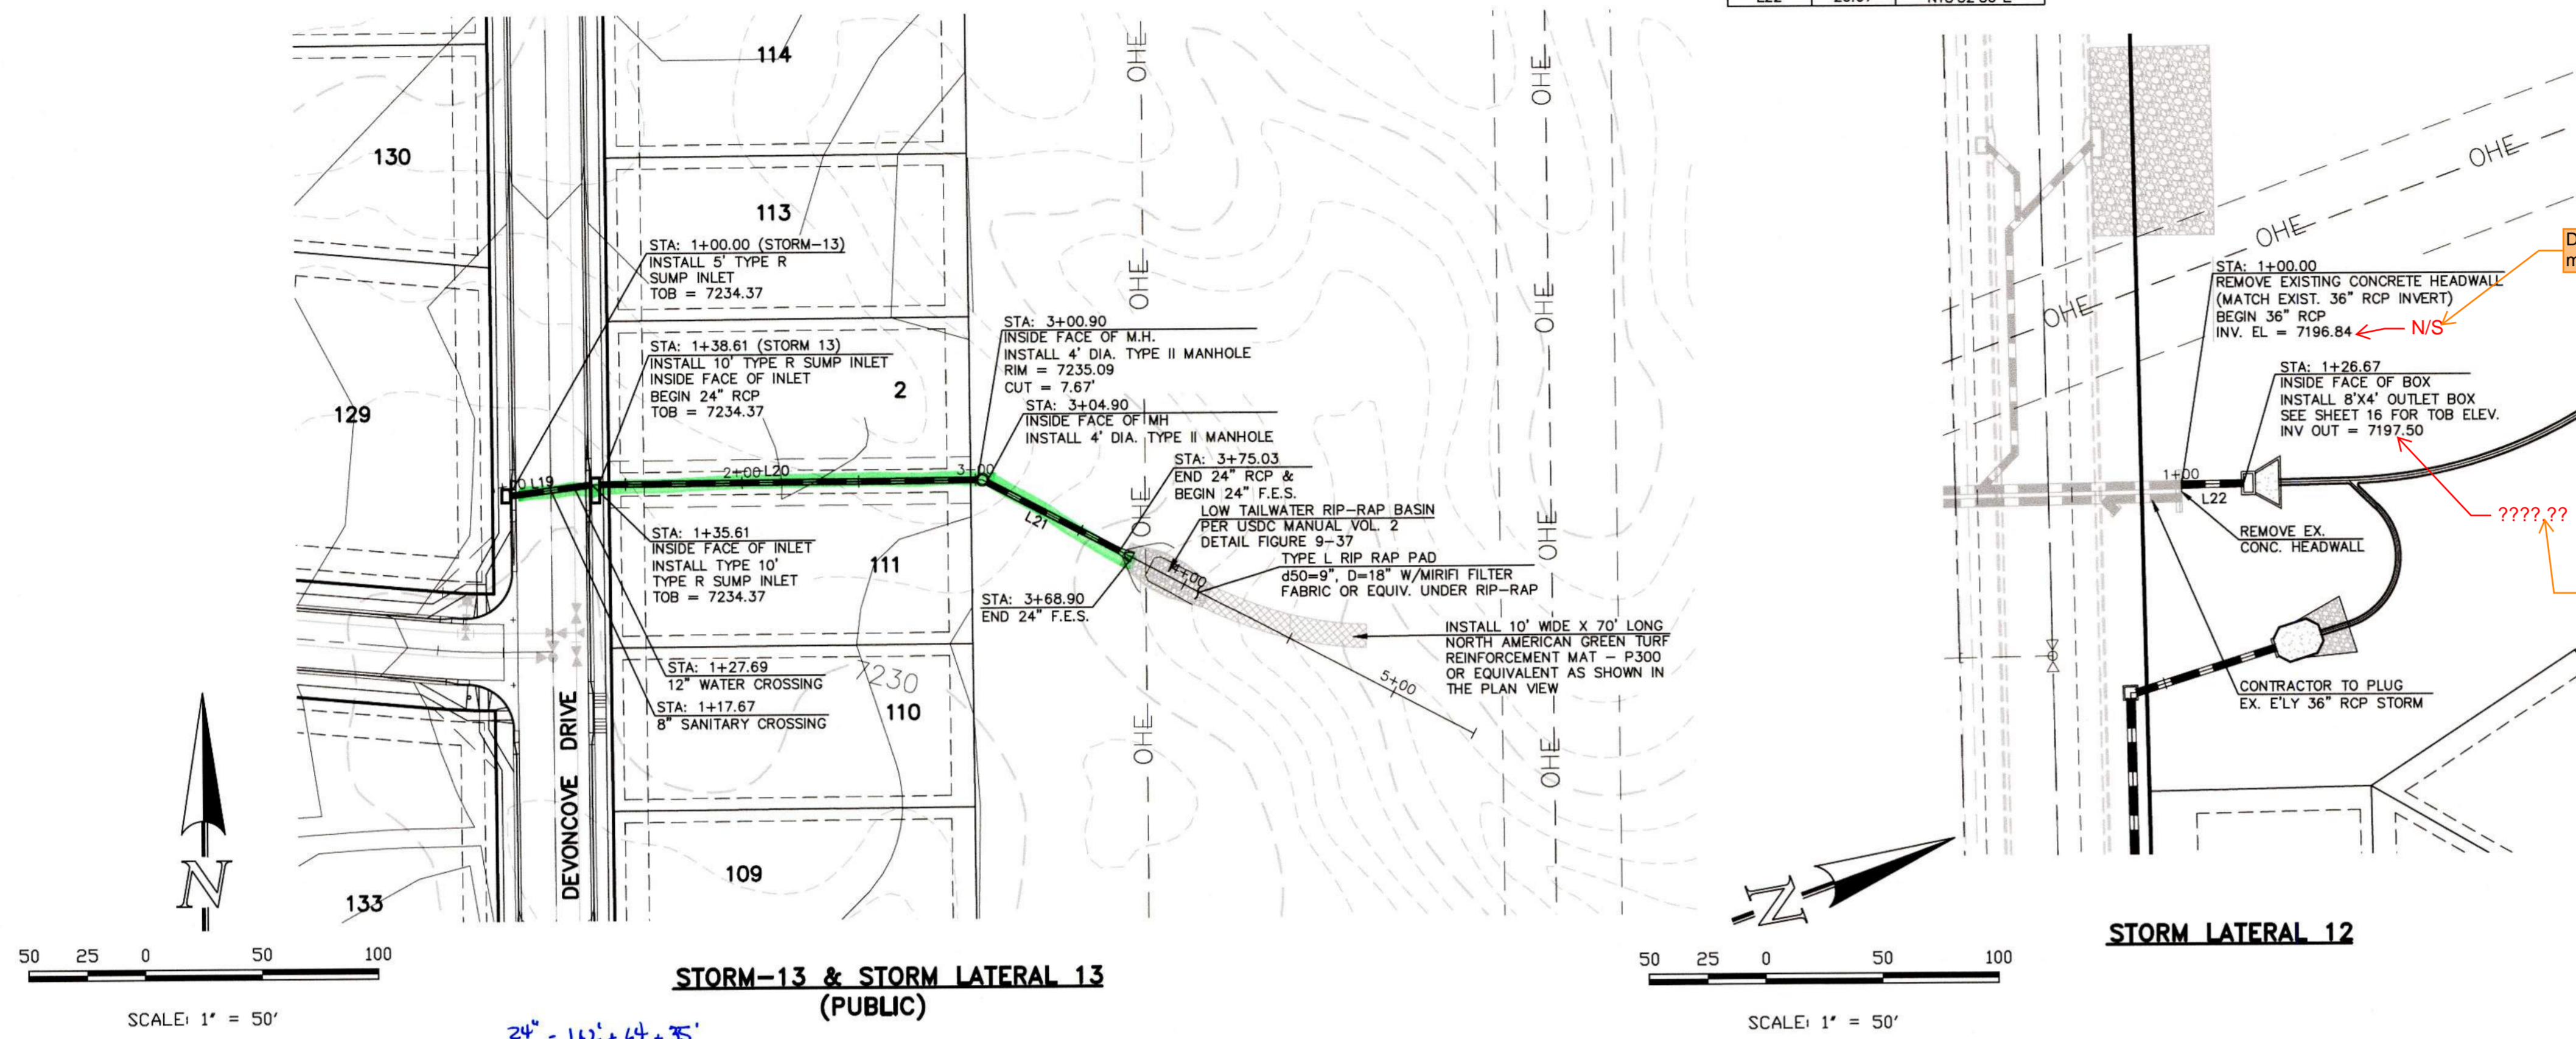 L22
N18°52'56"E
114
130
113
STA: 1+00.00 (STORM-13)
INSTALL 5' TYPE R
SUMP INLET
TOB = 7234.37
STA: 1+38.61 (STORM 13)
INSTALL 10' TYPE R SUMP INLET
INSIDE FACE OF INLET
BEGIN 24" RCP
TOB = 7234.37
2
129
STA: 3+00.90
INSIDE FACE OF M.H.
INSTALL 4' DIA. TYPE II MANHOLE
RIM = 7235.09
CUT = 7.67'
STA: 3+04.90
INSIDE FACE OF MH
INSTALL 4' DIA. TYPE II MANHOLE
STA: 3+75.03
END 24" RCP &
BEGIN 24" F.E.S.
LOW TAILWATER RIP-RAP BASIN
PER USDC MANUAL VOL. 2
DETAIL FIGURE 9-37
TYPE L RIP RAP PAD
d50=9", D=18" W/MIRIFI FILTER
FABRIC OR EQUIV. UNDER RIP-RAP
L19
2+00
L20
3+00
L21
4+00
5+00
STA: 1+35.61
INSIDE FACE OF INLET
INSTALL TYPE 10'
TYPE R SUMP INLET
TOB = 7234.37
111
STA: 3+68.90
END 24" F.E.S.
INSTALL 10' WIDE X 70' LONG
NORTH AMERICAN GREEN TURF
REINFORCEMENT MAT - P300
OR EQUIVALENT AS SHOWN IN
THE PLAN VIEW
STA: 1+27.69
12" WATER CROSSING
STA: 1+17.67
8" SANITARY CROSSING
7230
110
109
133
DEVONCOVE DRIVE
OHE
OHE
OHE
OHE
OHE
OHE
OHE
OHE
N
50 25 0 50 100
SCALE: 1" = 50'
STORM-13 & STORM LATERAL 13
(PUBLIC)
OHE
OHE
OHE
STA: 1+00.00
REMOVE EXISTING CONCRETE HEADWALL
(MATCH EXIST. 36" RCP INVERT)
BEGIN 36" RCP
INV. EL = 7196.84
N/S
STA: 1+26.67
INSIDE FACE OF BOX
INSTALL 8'X4' OUTLET BOX
SEE SHEET 16 FOR TOB ELEV.
INV OUT = 7197.50
????.??
1+00
L22
REMOVE EX.
CONC. HEADWALL
CONTRACTOR TO PLUG
EX. E'LY 36" RCP STORM
N
STORM LATERAL 12
50 25 0 50 100
SCALE: 1" = 50'